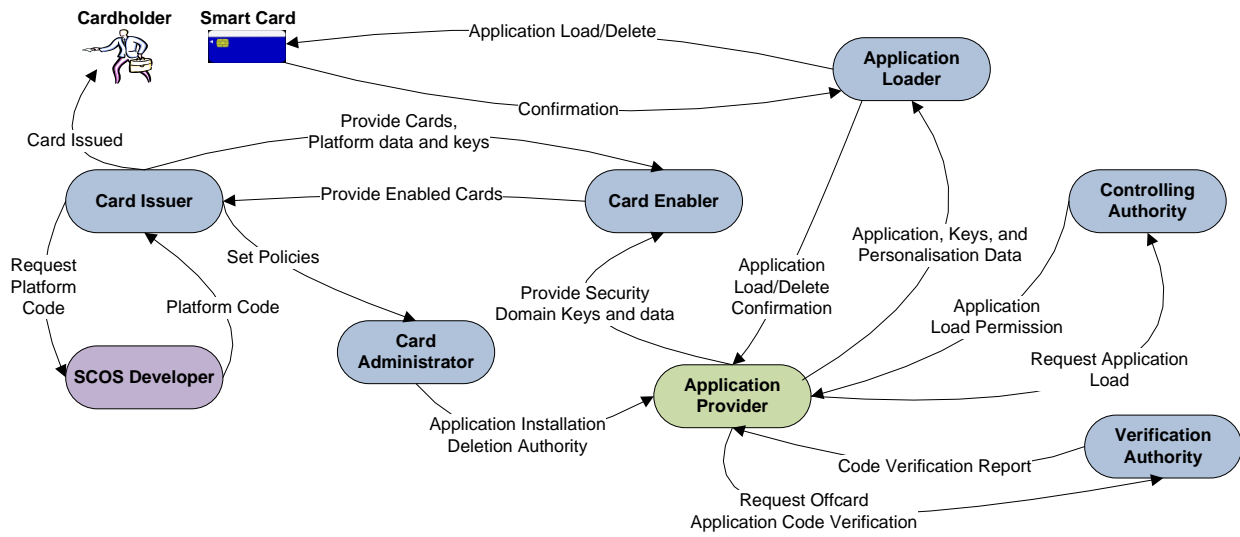 Cardholder
Smart Card
Application Load/Delete
Application
Loader
Confirmation
Card Issued
Provide Cards,
Platform data and keys
Card Issuer
Provide Enabled Cards
Card Enabler
Controlling
Authority
Request
Platform
Code
Set Policies
Platform Code
Provide Security
Domain Keys and data
Application
Load/Delete
Confirmation
Application, Keys, and
Personalisation Data
Application
Load Permission
Request Application
Load
SCOS Developer
Card
Administrator
Application
Provider
Application Installation
Deletion Authority
Code Verification Report
Verification
Authority
Request Offcard
Application Code Verification